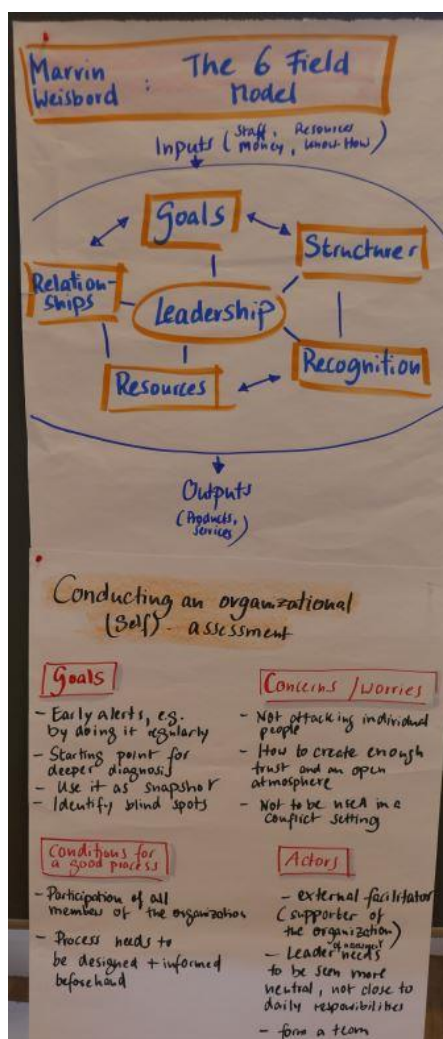 Marvin
Weisbord : The 6 Field
Model
Inputs (Staff, Resources
money, know-how)
Goals
Structures
Relation-
ships
Leadership
Recognition
Resources
Outputs
(Products,
Services)
Conducting an organizational
(self)- assessment
Goals
- Early alerts, e.g.
by doing it regularly
- Starting point for
deeper diagnosis
- Use it as snapshot
- Identify blind spots
Concerns / worries
- Not attacking individual
people
- How to create enough
trust and an open
atmosphere
- Not to be used in a
conflict setting
Conditions for
a good process
- Participation of all
member of the organization
- Process needs to
be designed + informed
beforehand
Actors
- external facilitator
(supporter of
the organization)
- Leader needs
to be seen more
neutral, not close to
daily responsibilities
- form a team